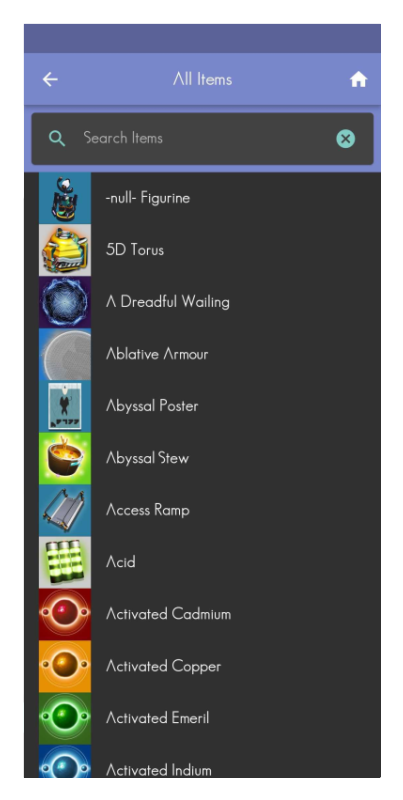 All Items
Search Items
-null- Figurine
5D Torus
A Dreadful Wailing
Ablative Armour
Abyssal Poster
Abyssal Stew
Access Ramp
Acid
Activated Cadmium
Activated Copper
Activated Emeril
Activated Indium